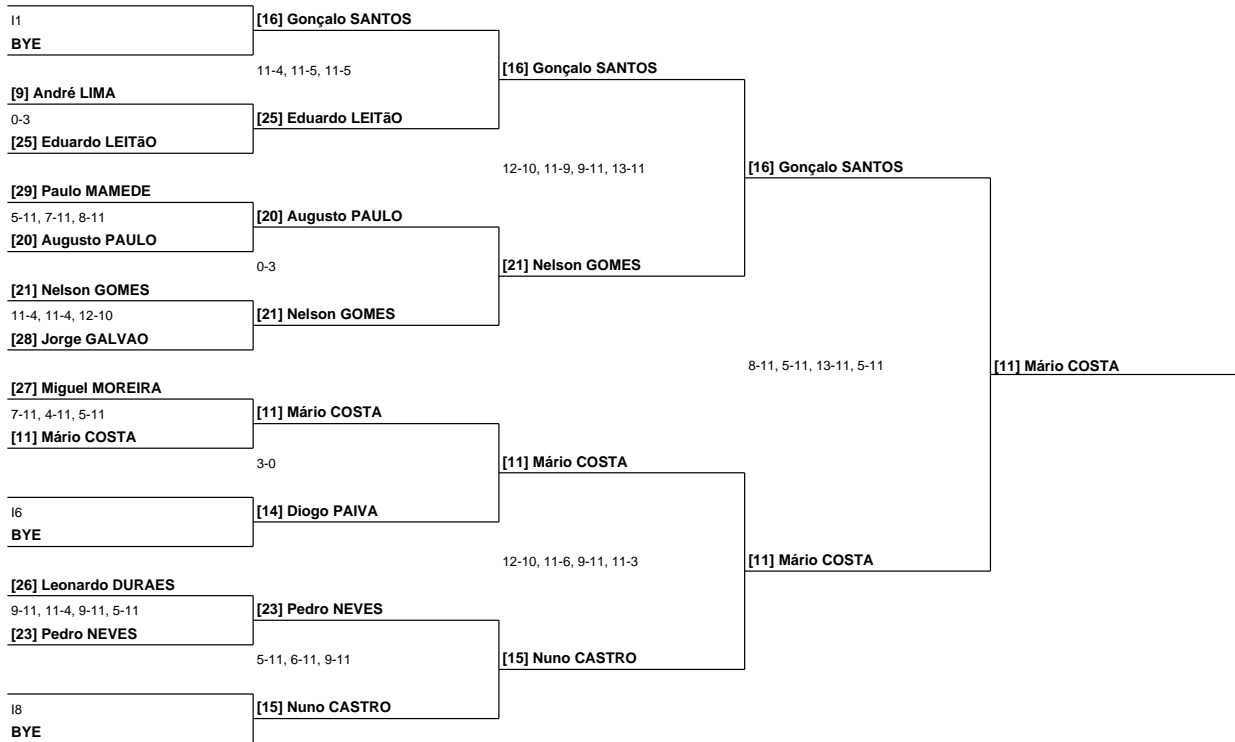 I1
BYE
[16] Gonçalo SANTOS
11-4, 11-5, 11-5
[16] Gonçalo SANTOS
[9] André LIMA
0-3
[25] Eduardo LEITãO
[25] Eduardo LEITãO
12-10, 11-9, 9-11, 13-11
[16] Gonçalo SANTOS
[29] Paulo MAMEDE
5-11, 7-11, 8-11
[20] Augusto PAULO
[20] Augusto PAULO
0-3
[21] Nelson GOMES
[21] Nelson GOMES
11-4, 11-4, 12-10
[28] Jorge GALVAO
[21] Nelson GOMES
8-11, 5-11, 13-11, 5-11
[11] Mário COSTA
[27] Miguel MOREIRA
7-11, 4-11, 5-11
[11] Mário COSTA
[11] Mário COSTA
3-0
[11] Mário COSTA
I6
BYE
[14] Diogo PAIVA
12-10, 11-6, 9-11, 11-3
[11] Mário COSTA
[26] Leonardo DURAES
9-11, 11-4, 9-11, 5-11
[23] Pedro NEVES
[23] Pedro NEVES
5-11, 6-11, 9-11
[15] Nuno CASTRO
I8
BYE
[15] Nuno CASTRO